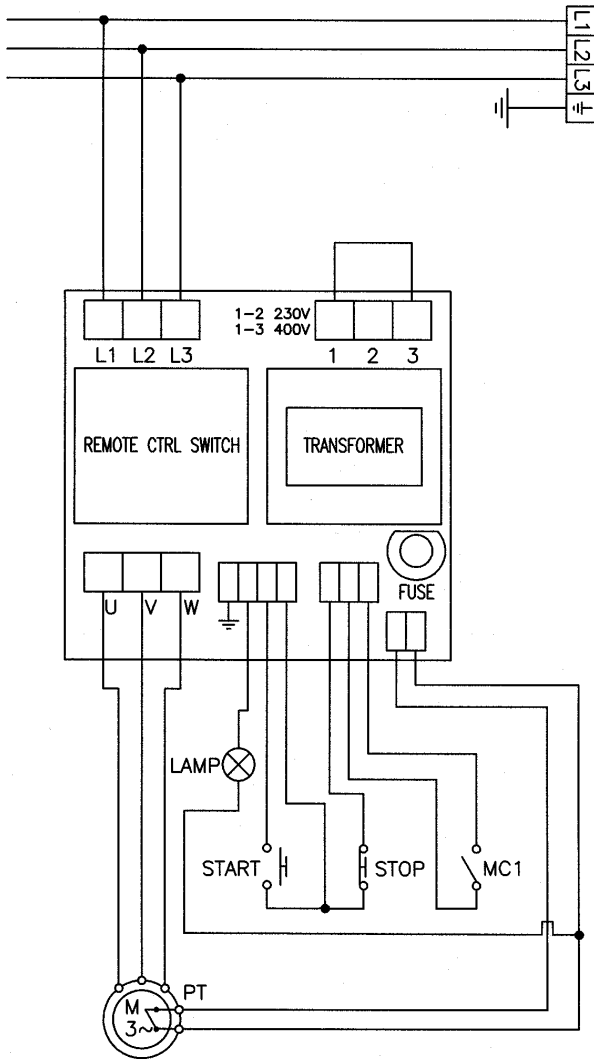 L1
L2
L3
1-2 230V
1-3 400V
L1 L2 L3
1 2 3
REMOTE CTRL SWITCH
TRANSFORMER
FUSE
U V W
LAMP
START
STOP
MC1
PT
M
3~